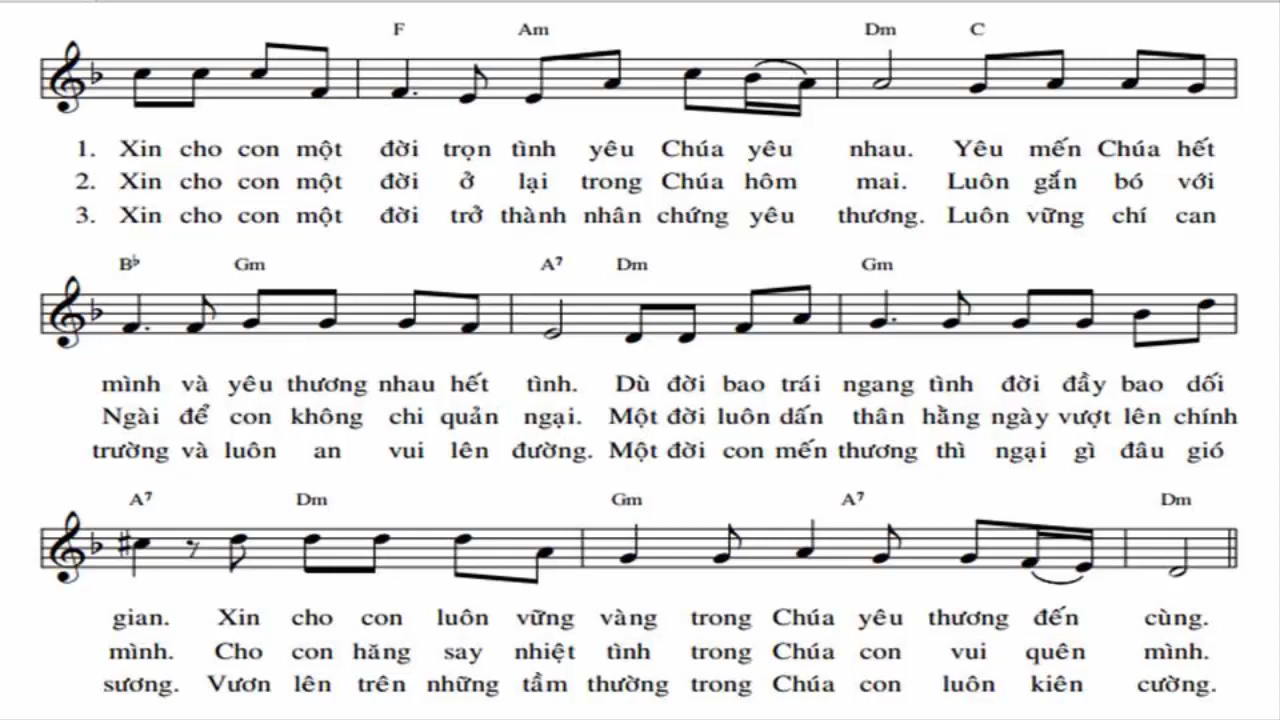 F Am Dm C
1. Xin cho con một đời trọn tình yêu Chúa yêu nhau. Yêu mến Chúa hết
2. Xin cho con một đời ở lại trong Chúa hôm mai. Luôn gắn bó với
3. Xin cho con một đời trở thành nhân chứng yêu thương. Luôn vững chí can
B♭ Gm A7 Dm Gm
mình và yêu thương nhau hết tình. Dù đời bao trái ngang tình đời đầy bao dối
Ngài để con không chi quản ngại. Một đời luôn dấn thân hằng ngày vượt lên chính
trường và luôn an vui lên đường. Một đời con mến thương thì ngại gì đâu gió
A7 Dm Gm A7 Dm
gian. Xin cho con luôn vững vàng trong Chúa yêu thương đến cùng.
mình. Cho con hăng say nhiệt tình trong Chúa con vui quên mình.
sương. Vươn lên trên những tầm thường trong Chúa con luôn kiên cường.